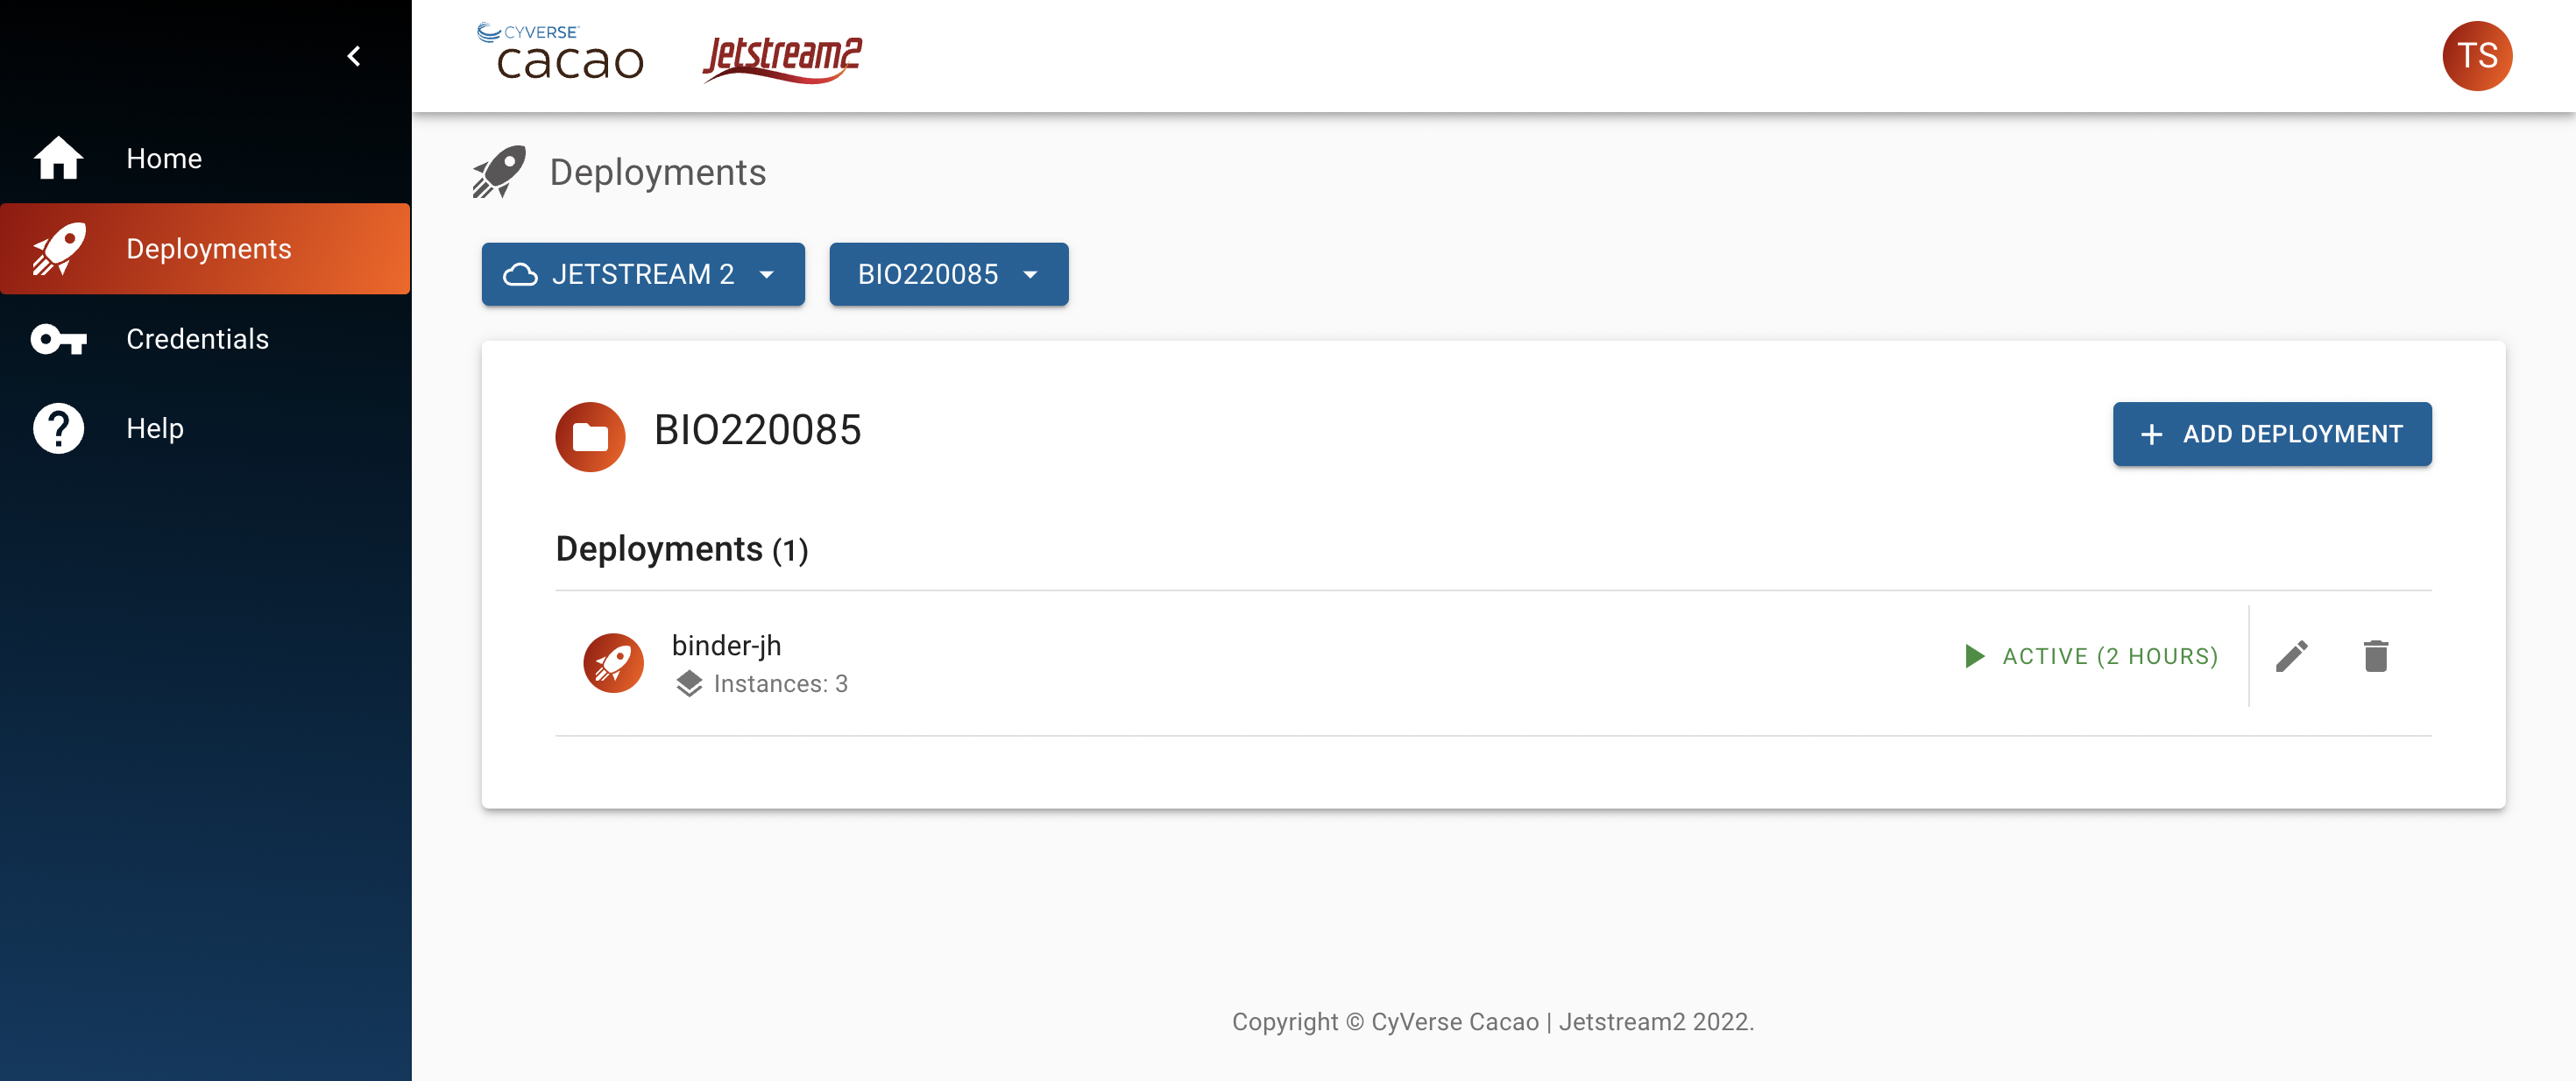 CYVERSE
cacao
Jetstream2
TS
Home
Deployments
Credentials
Help
Deployments
JETSTREAM 2
BIO220085
BIO220085
ADD DEPLOYMENT
Deployments (1)
binder-jh
Instances: 3
ACTIVE (2 HOURS)
Copyright © CyVerse Cacao | Jetstream2 2022.